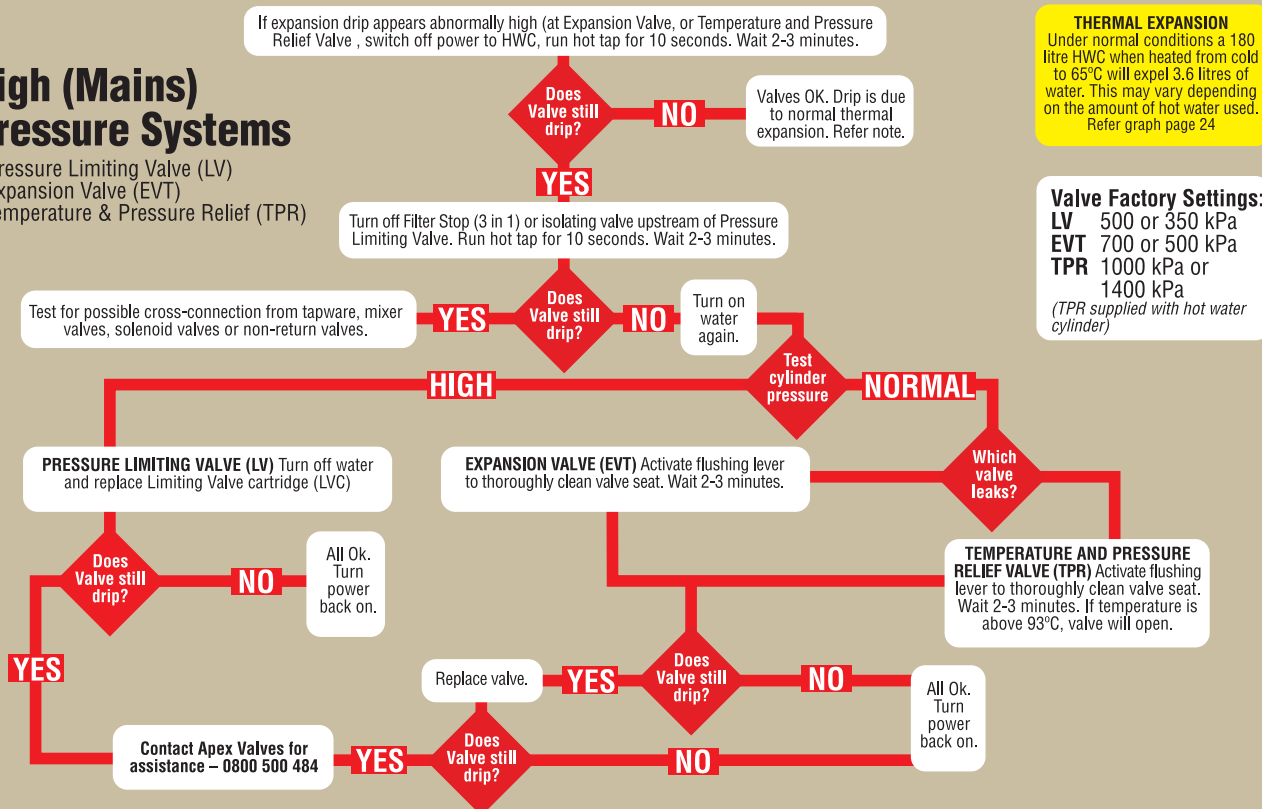 If expansion drip appears abnormally high (at Expansion Valve, or Temperature and Pressure
Relief Valve , switch off power to HWC, run hot tap for 10 seconds. Wait 2-3 minutes.
THERMAL EXPANSION
Under normal conditions a 180
litre HWC when heated from cold
to 65ºC will expel 3.6 litres of
water. This may vary depending
on the amount of hot water used.
Refer graph page 24
igh (Mains)
ressure Systems
ressure Limiting Valve (LV)
xpansion Valve (EVT)
emperature & Pressure Relief (TPR)
Does
Valve still
drip?
NO
Valves OK. Drip is due
to normal thermal
expansion. Refer note.
YES
Valve Factory Settings:
LV 500 or 350 kPa
EVT 700 or 500 kPa
TPR 1000 kPa or
1400 kPa
(TPR supplied with hot water
cylinder)
Turn off Filter Stop (3 in 1) or isolating valve upstream of Pressure
Limiting Valve. Run hot tap for 10 seconds. Wait 2-3 minutes.
Test for possible cross-connection from tapware, mixer
valves, solenoid valves or non-return valves.
YES
Does
Valve still
drip?
NO
Turn on
water
again.
Test
cylinder
pressure
HIGH
NORMAL
PRESSURE LIMITING VALVE (LV) Turn off water
and replace Limiting Valve cartridge (LVC)
EXPANSION VALVE (EVT) Activate flushing lever
to thoroughly clean valve seat. Wait 2-3 minutes.
Which
valve
leaks?
Does
Valve still
drip?
NO
All Ok.
Turn
power
back on.
TEMPERATURE AND PRESSURE
RELIEF VALVE (TPR) Activate flushing
lever to thoroughly clean valve seat.
Wait 2-3 minutes. If temperature is
above 93ºC, valve will open.
YES
Replace valve.
YES
Does
Valve still
drip?
NO
All Ok.
Turn
power
back on.
Contact Apex Valves for
assistance – 0800 500 484
YES
Does
Valve still
drip?
NO